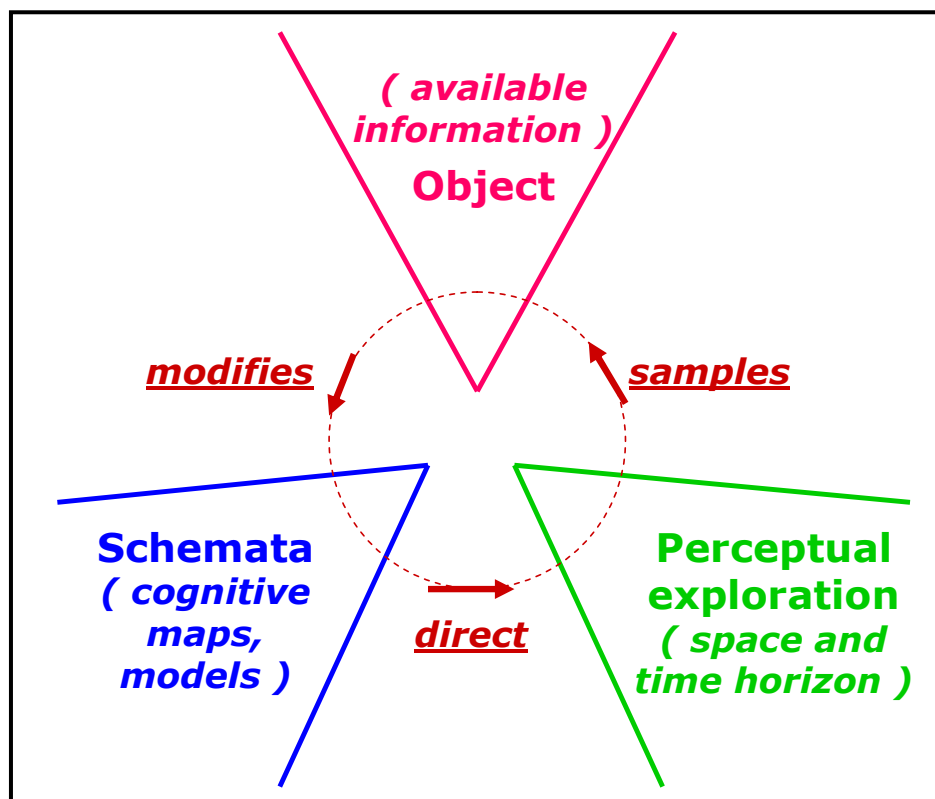 ( available
information )
Object
modifies
samples
Schemata
( cognitive
maps,
models )
direct
Perceptual
exploration
( space and
time horizon )